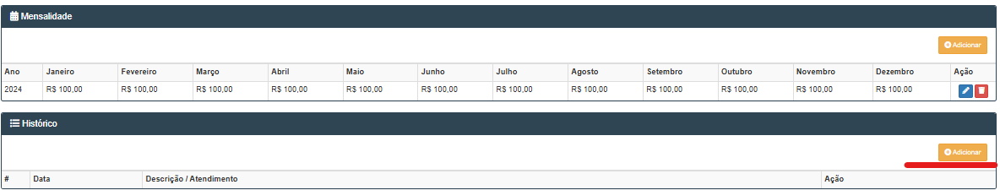 Mensalidade
Adicionar
Ano Janeiro Fevereiro Março Abril Maio Junho Julho Agosto Setembro Outubro Novembro Dezembro Ação
2024 R$ 100,00 R$ 100,00 R$ 100,00 R$ 100,00 R$ 100,00 R$ 100,00 R$ 100,00 R$ 100,00 R$ 100,00 R$ 100,00 R$ 100,00 R$ 100,00
Histórico
Adicionar
# Data Descrição / Atendimento Ação